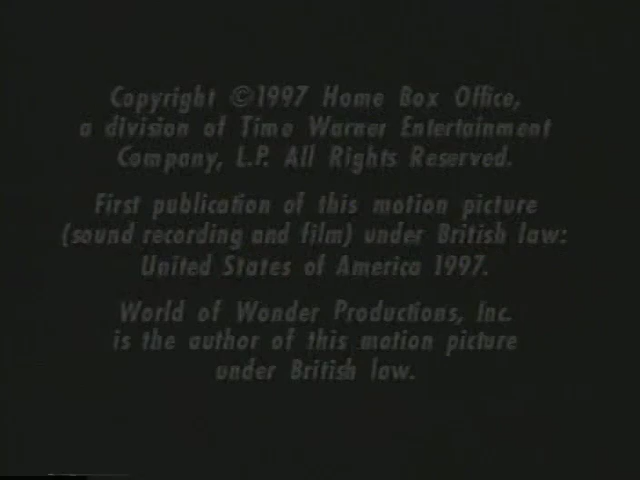 Copyright ©1997 Home Box Office,
a division of Time Warner Entertainment
Company, L.P. All Rights Reserved.
First publication of this motion picture
(sound recording and film) under British law:
United States of America 1997.
World of Wonder Productions, Inc.
is the author of this motion picture
under British law.